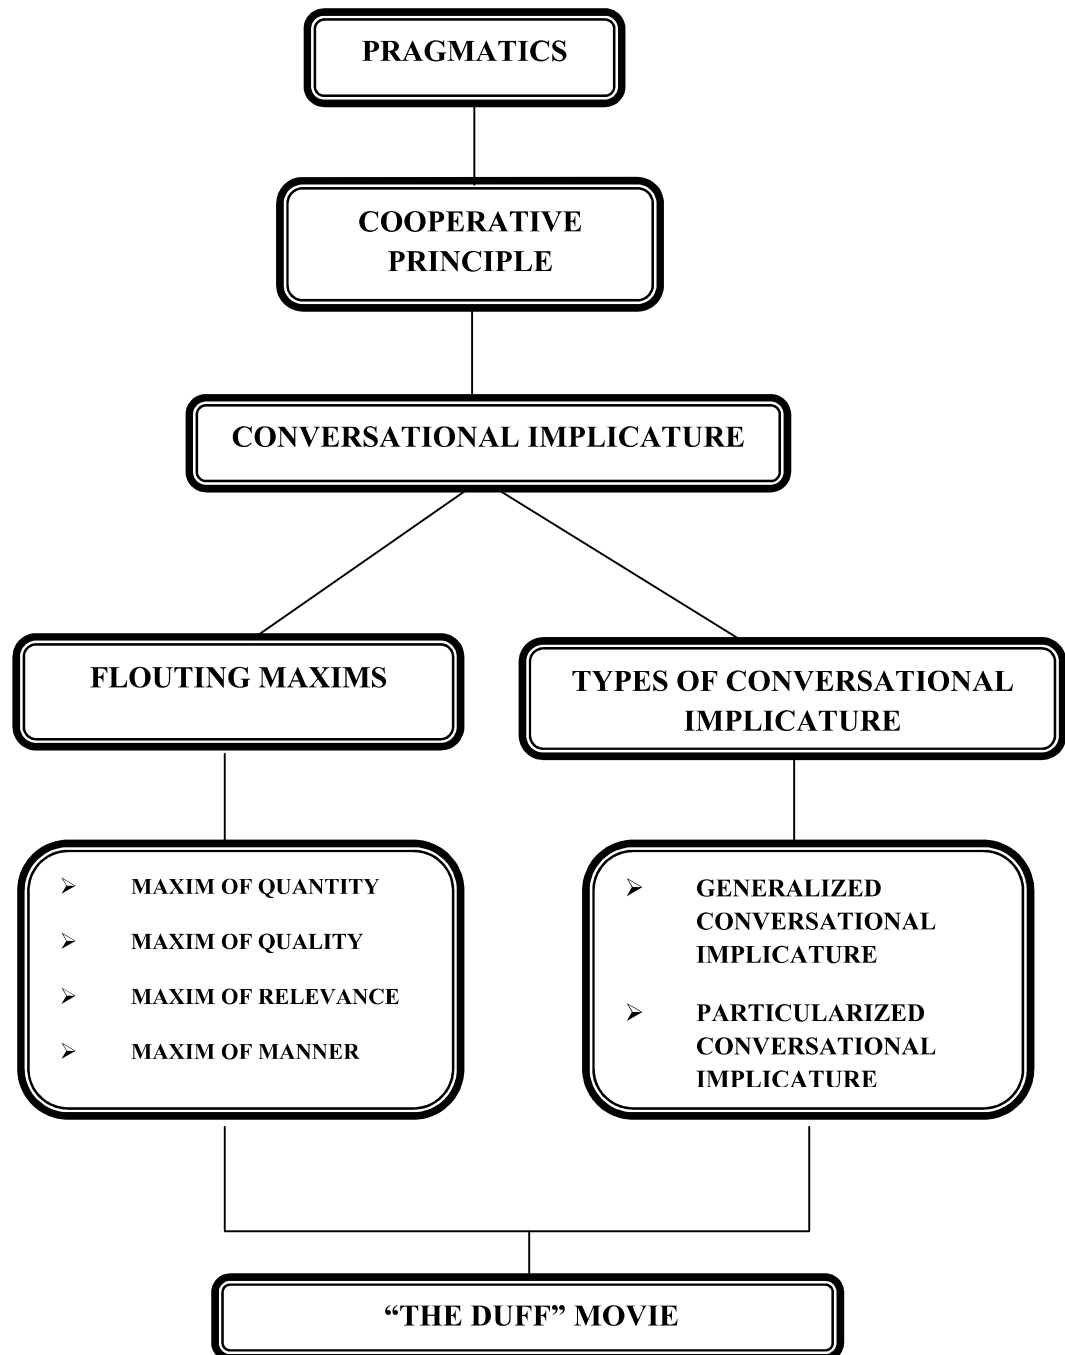 PRAGMATICS
COOPERATIVE
PRINCIPLE
CONVERSATIONAL IMPLICATURE
FLOUTING MAXIMS
TYPES OF CONVERSATIONAL
IMPLICATURE
➢ MAXIM OF QUANTITY
➢ MAXIM OF QUALITY
➢ MAXIM OF RELEVANCE
➢ MAXIM OF MANNER
➢ GENERALIZED
CONVERSATIONAL
IMPLICATURE
➢ PARTICULARIZED
CONVERSATIONAL
IMPLICATURE
“THE DUFF” MOVIE